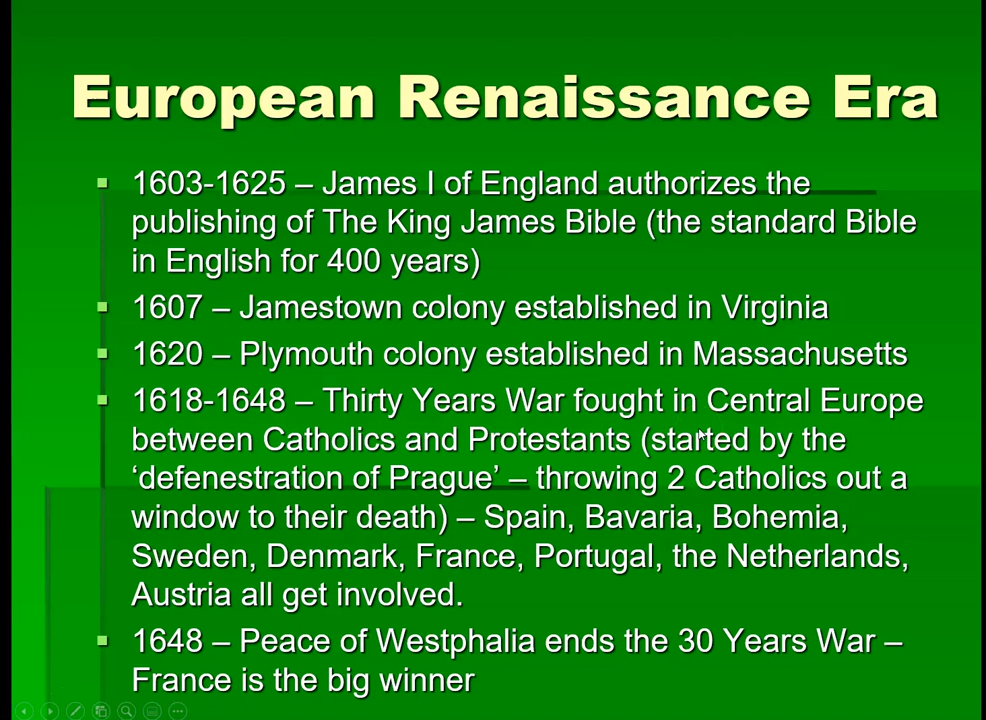 European Renaissance Era
1603-1625 – James I of England authorizes the
publishing of The King James Bible (the standard Bible
in English for 400 years)
1607 – Jamestown colony established in Virginia
1620 – Plymouth colony established in Massachusetts
1618-1648 – Thirty Years War fought in Central Europe
between Catholics and Protestants (started by the
‘defenestration of Prague’ – throwing 2 Catholics out a
window to their death) – Spain, Bavaria, Bohemia,
Sweden, Denmark, France, Portugal, the Netherlands,
Austria all get involved.
1648 – Peace of Westphalia ends the 30 Years War –
France is the big winner